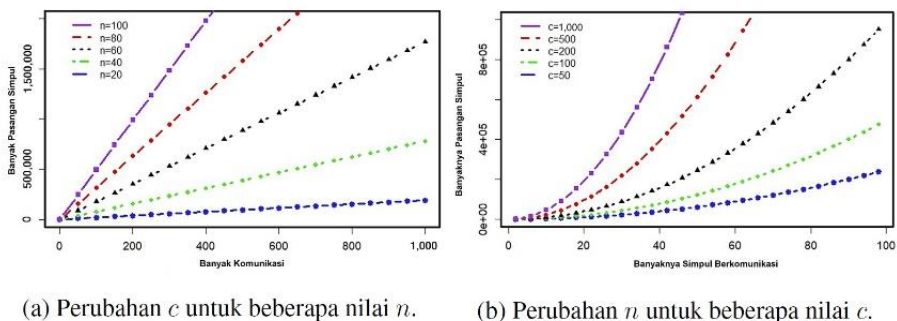 n=100
n=80
n=60
n=40
n=20
Banyak Pasangan Simpul
0
500,000
1,500,000
0
200
400
600
800
1,000
Banyak Komunikasi
(a) Perubahan c untuk beberapa nilai n.
c=1,000
c=500
c=200
c=100
c=50
Banyaknya Pasangan Simpul
0e+00
4e+05
8e+05
0
20
40
60
80
100
Banyaknya Simpul Berkomunikasi
(b) Perubahan n untuk beberapa nilai c.